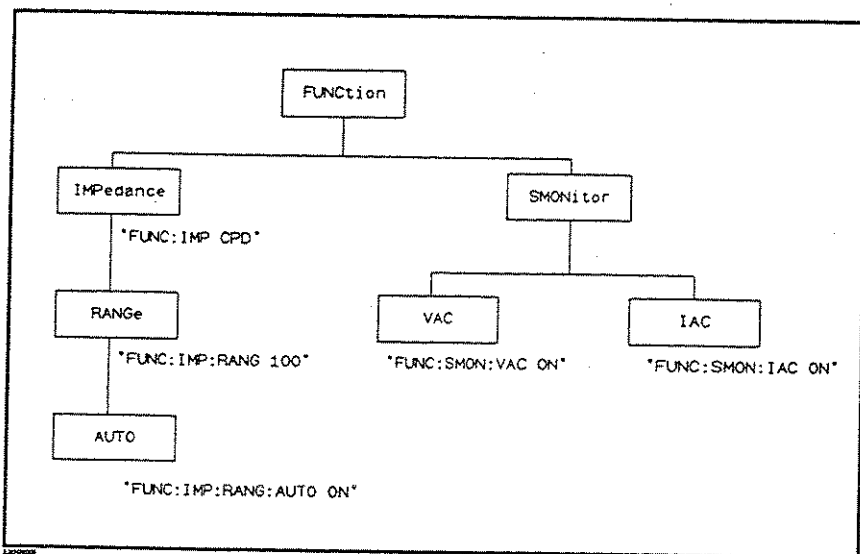 FUNCtion
IMPedance
SMONitor
"FUNC:IMP CPD"
RANGe
VAC
IAC
"FUNC:IMP:RANG 100"
"FUNC:SMON:VAC ON"
"FUNC:SMON:IAC ON"
AUTO
"FUNC:IMP:RANG:AUTO ON"